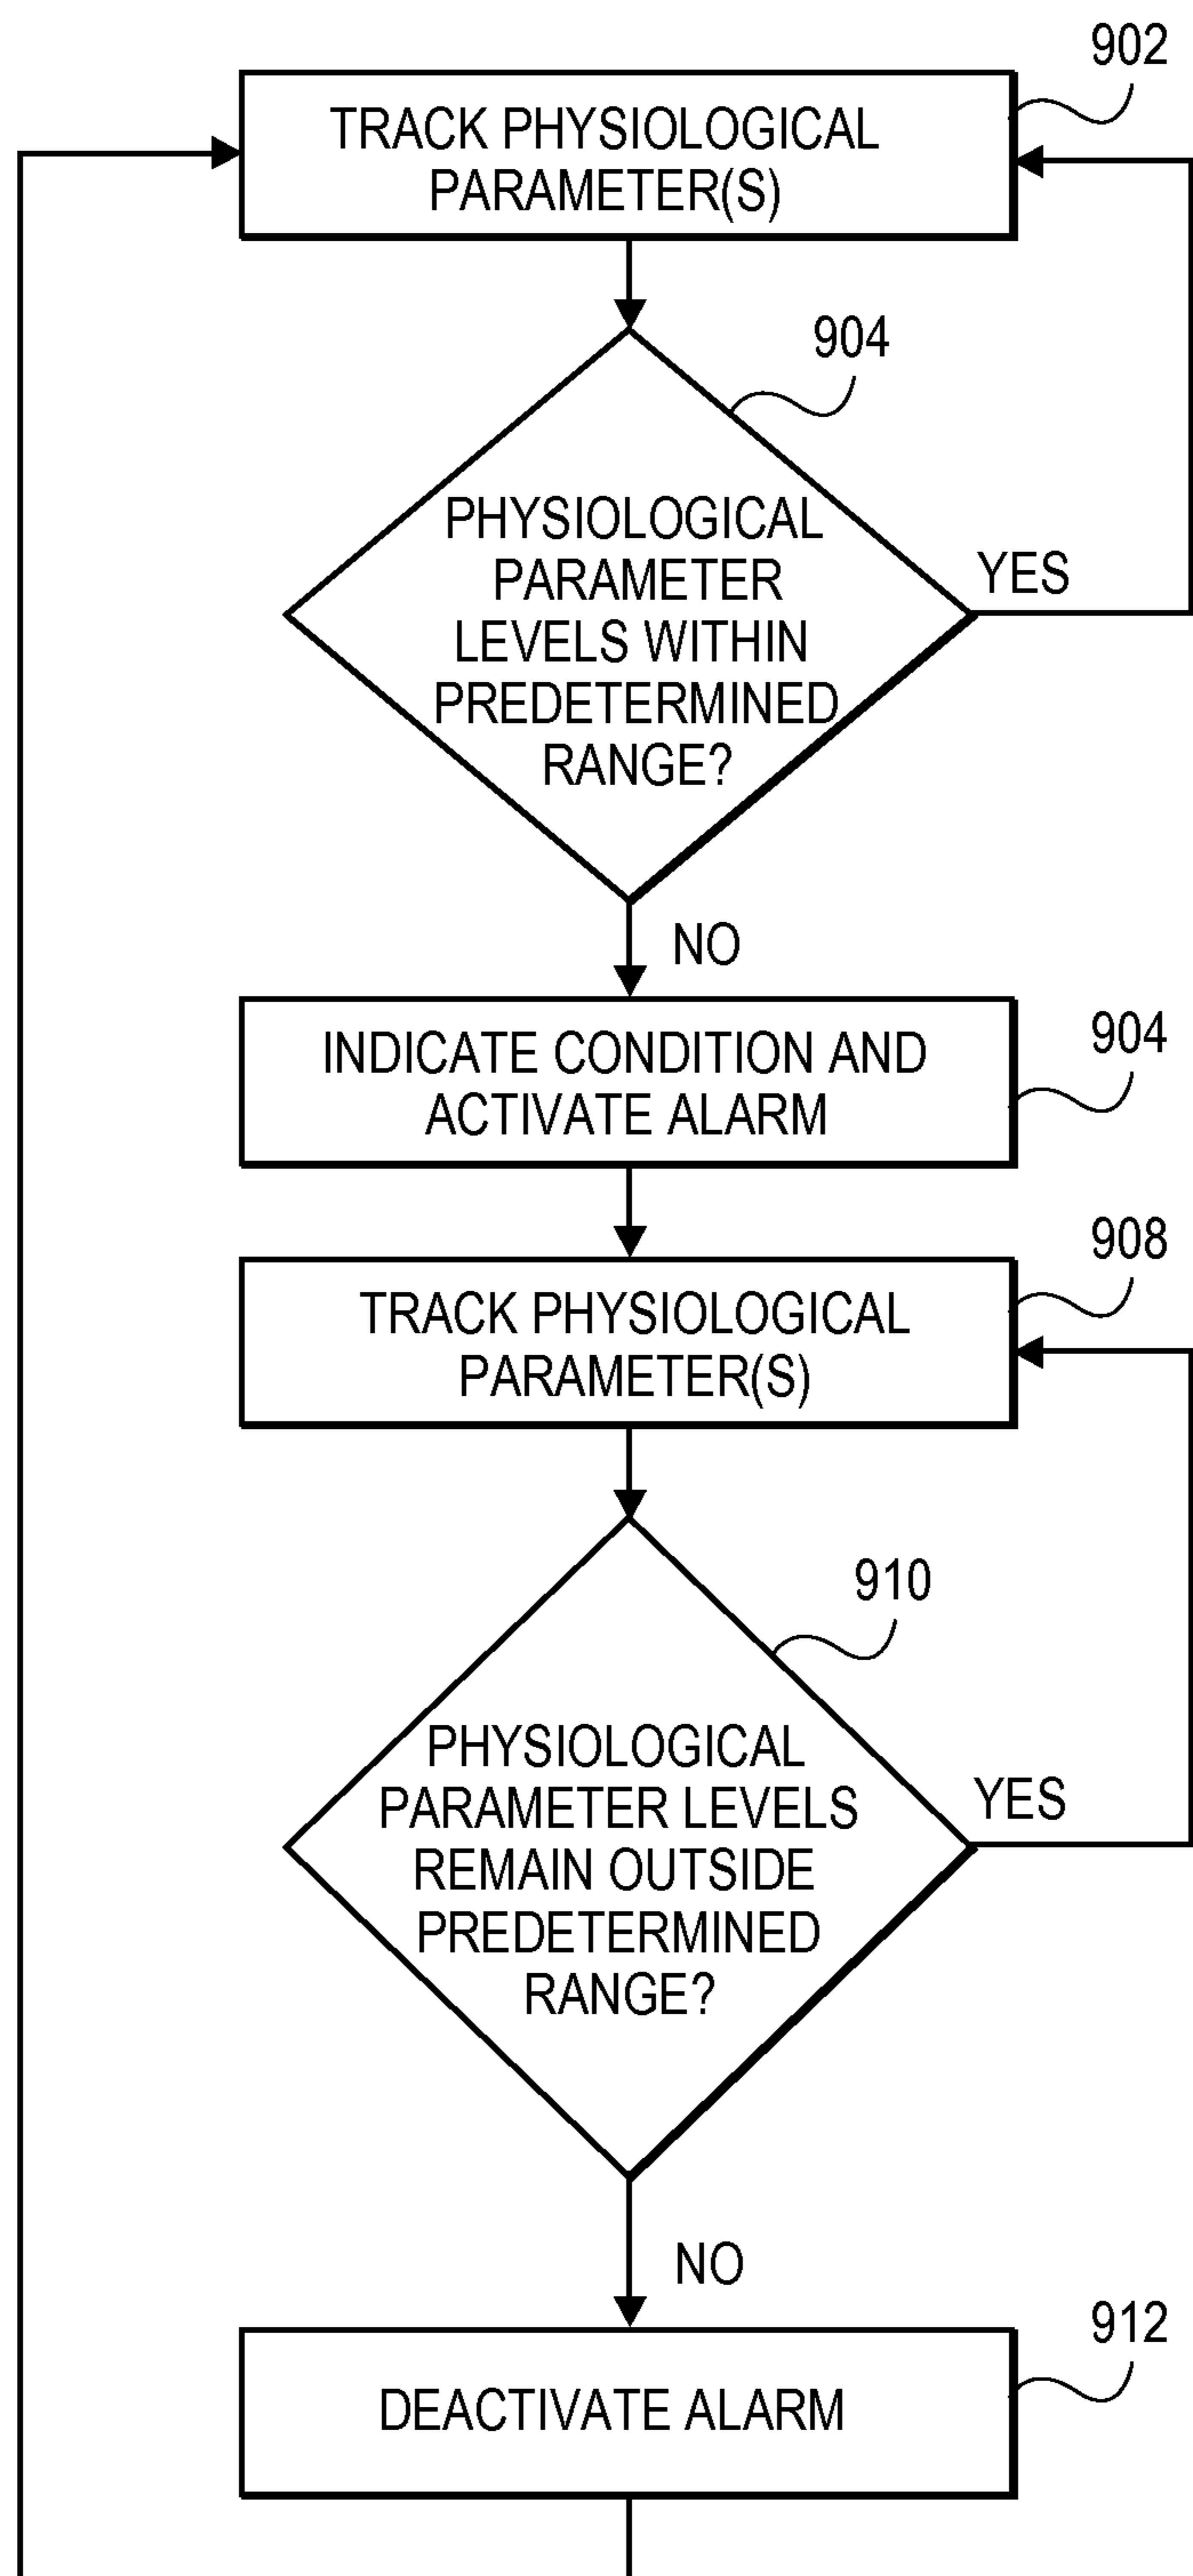 902
TRACK PHYSIOLOGICAL
PARAMETER(S)
904
PHYSIOLOGICAL
PARAMETER
LEVELS WITHIN
PREDETERMINED
RANGE?
YES
NO
904
INDICATE CONDITION AND
ACTIVATE ALARM
908
TRACK PHYSIOLOGICAL
PARAMETER(S)
910
PHYSIOLOGICAL
PARAMETER LEVELS
REMAIN OUTSIDE
PREDETERMINED
RANGE?
YES
NO
912
DEACTIVATE ALARM